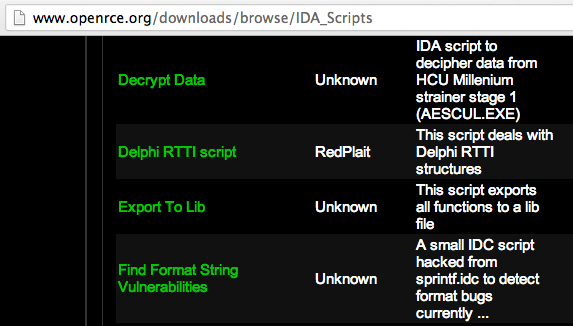 www.openrce.org/downloads/browse/IDA_Scripts
IDA script to
decipher data from
Decrypt Data Unknown HCU Millenium
strainer stage 1
(AESCUL.EXE)
This script deals with
Delphi RTTI script RedPlait Delphi RTTI
structures
This script exports
Export To Lib Unknown all functions to a lib
file
A small IDC script
hacked from
Find Format String
Vulnerabilities Unknown sprintf.idc to detect
format bugs
currently ...